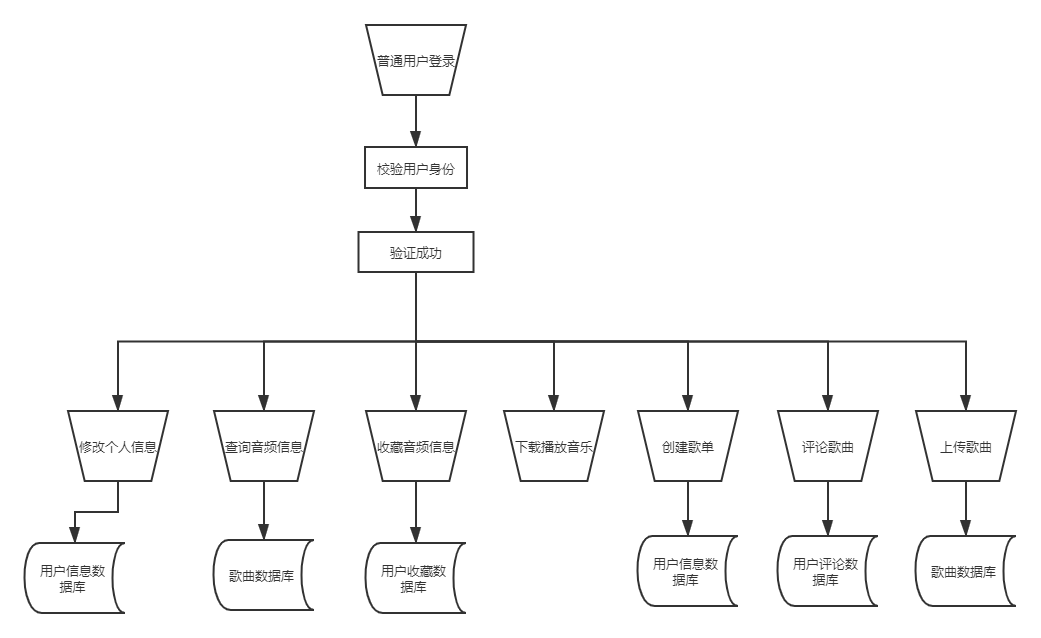 普通用户登录
校验用户身份
验证成功
修改个人信息
查询音频信息
收藏音频信息
下载播放音乐
创建歌单
评论歌曲
上传歌曲
用户信息数
据库
歌曲数据库
用户收藏数
据库
用户信息数
据库
用户评论数
据库
歌曲数据库